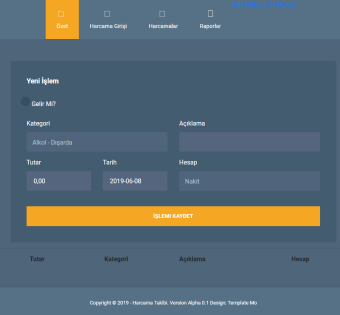 Özet Harcama Girişi Harcamalar Raporlar
Yeni İşlem
Gelir Mi?
Kategori Açıklama
Alkol - Dışarda
Tutar Tarih Hesap
0,00 2019-06-08 Nakit
İŞLEMİ KAYDET
Tutar Kategori Açıklama Hesap
Copyright © 2019 - Harcama Takibi. Version Alpha 0.1 Design: Template Mo